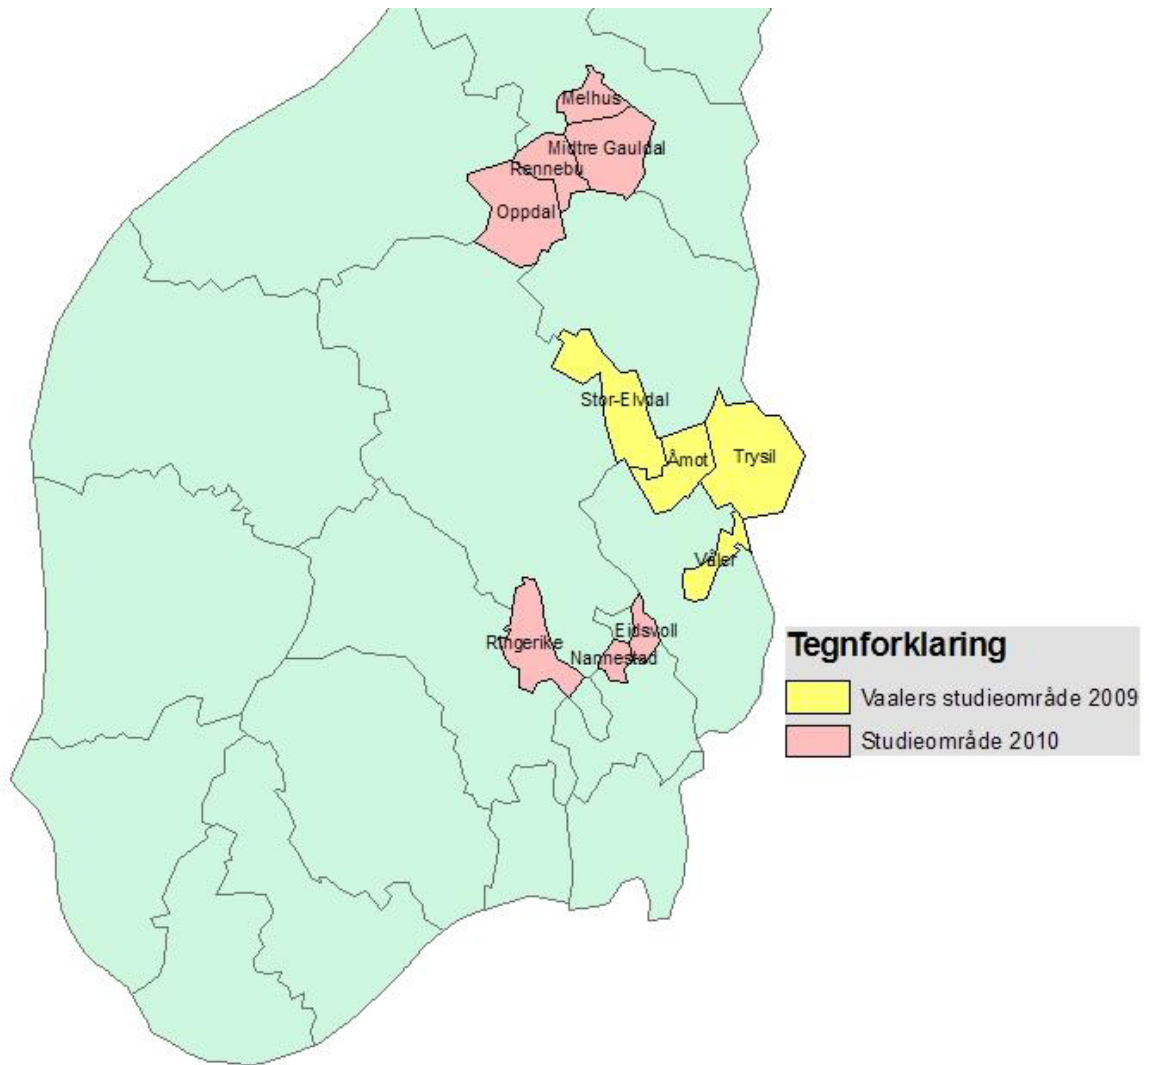 Melhus
Midtre Gauldal
Rennebu
Oppdal
Stor-Elvdal
Åmot
Trysil
Våler
Eidsvoll
Ringerike
Nannestad
Tegnforklaring
Vaalers studieområde 2009
Studieområde 2010